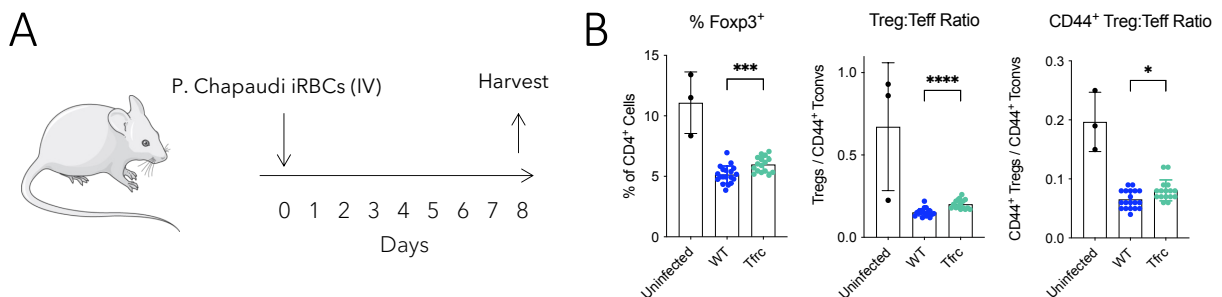 A
P. Chapaudi iRBCs (IV)
Harvest
0 1 2 3 4 5 6 7 8
Days
B
% Foxp3⁺
% of CD4⁺ Cells
15
10
5
0
***
Uninfected
WT
Tfrc
Treg:Teff Ratio
Tregs / CD44⁺ Tconvs
1.0
0.5
0.0
****
Uninfected
WT
Tfrc
CD44⁺ Treg:Teff Ratio
CD44⁺ Tregs / CD44⁺ Tconvs
0.3
0.2
0.1
0.0
*
Uninfected
WT
Tfrc